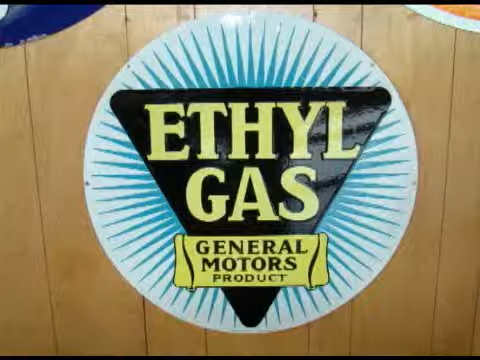 ETHYL
GAS
GENERAL
MOTORS
PRODUCT